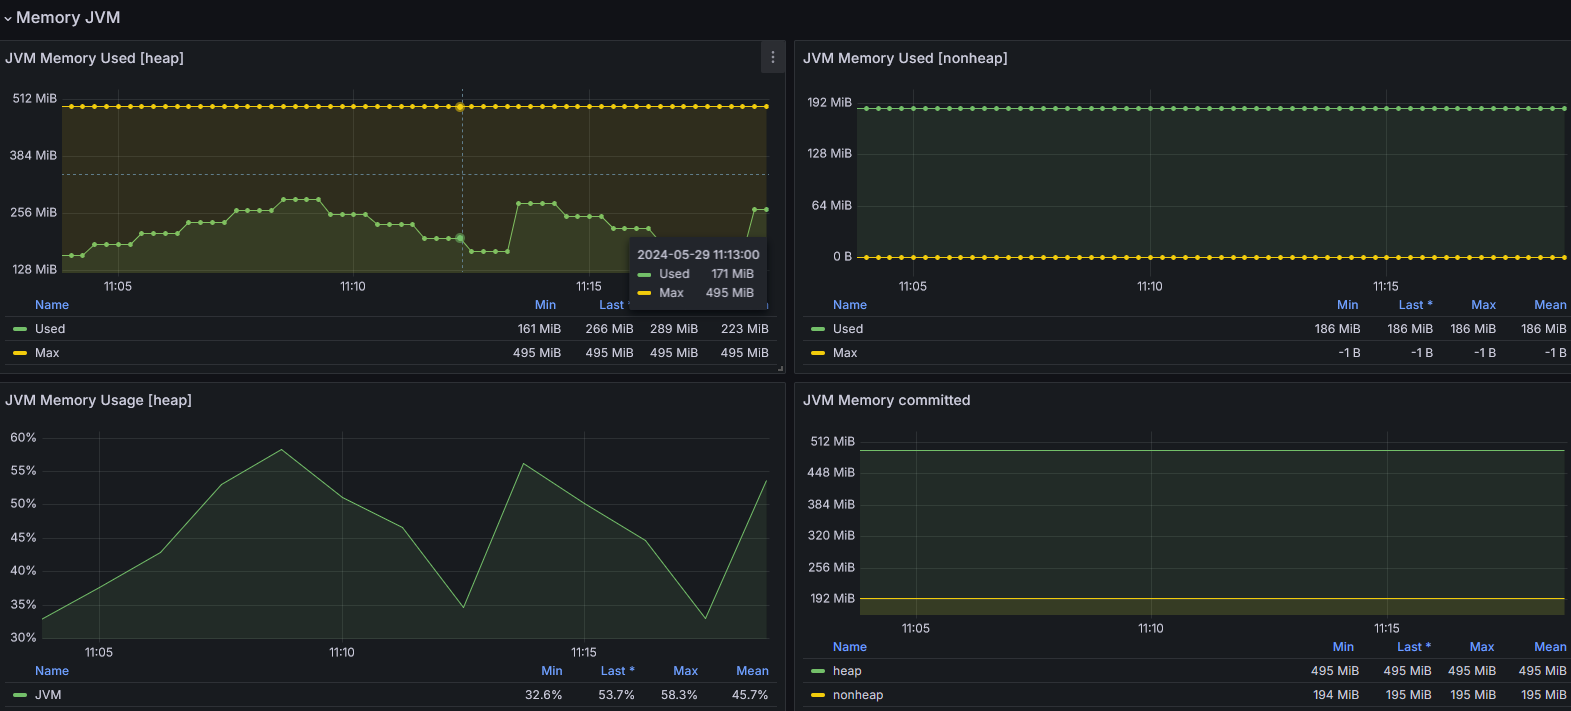 Memory JVM
JVM Memory Used [heap]
512 MiB
384 MiB
256 MiB
128 MiB
11:05
11:10
11:15
2024-05-29 11:13:00
Used 171 MiB
Max 495 MiB
Name Min Last
Used 161 MiB 266 MiB 289 MiB 223 MiB
Max 495 MiB 495 MiB 495 MiB 495 MiB
JVM Memory Used [nonheap]
192 MiB
128 MiB
64 MiB
0 B
11:05
11:10
11:15
Name Min Last * Max Mean
Used 186 MiB 186 MiB 186 MiB 186 MiB
Max -1 B -1 B -1 B -1 B
JVM Memory Usage [heap]
60%
55%
50%
45%
40%
35%
30%
11:05
11:10
11:15
Name Min Last * Max Mean
JVM 32.6% 53.7% 58.3% 45.7%
JVM Memory committed
512 MiB
448 MiB
384 MiB
320 MiB
256 MiB
192 MiB
11:05
11:10
11:15
Name Min Last * Max Mean
heap 495 MiB 495 MiB 495 MiB 495 MiB
nonheap 194 MiB 195 MiB 195 MiB 195 MiB